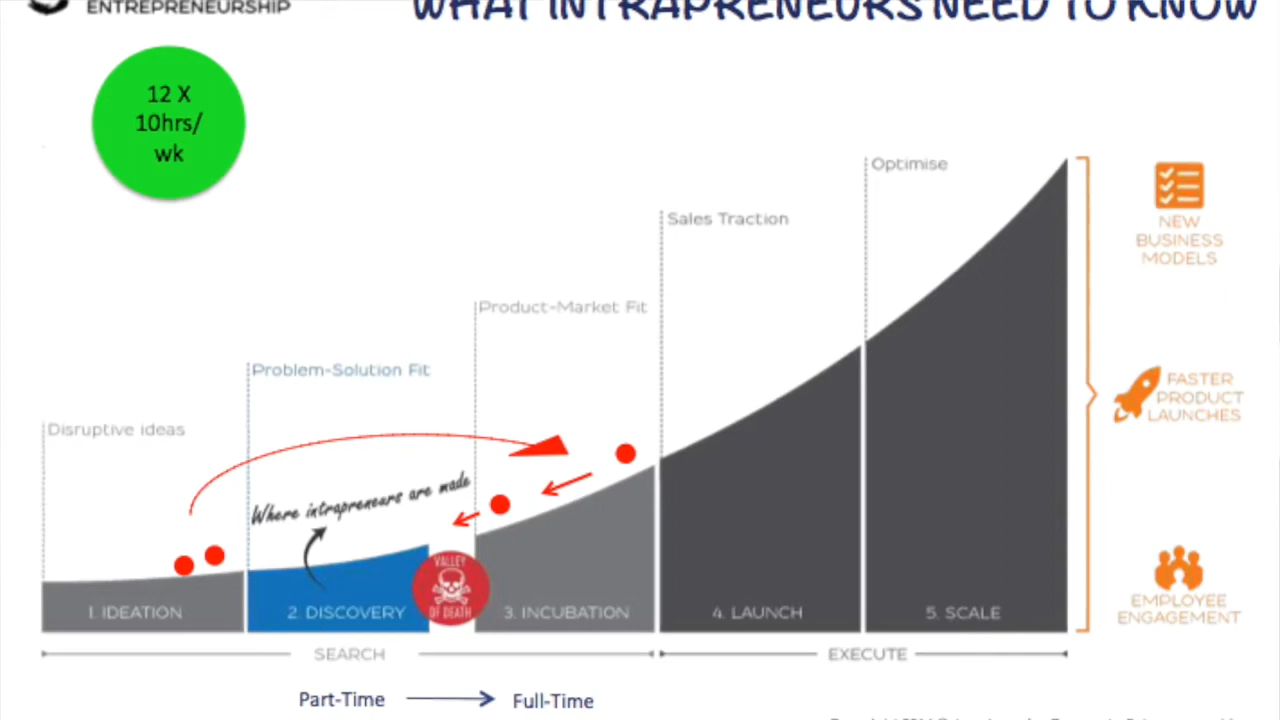 ENTREPRENEURSHIP
WHAT INTRAPRENEURS NEED TO KNOW
12 X
10hrs/
wk
Optimise
Sales Traction
Product-Market Fit
Problem-Solution Fit
Disruptive ideas
Where intrapreneurs are made
VALLEY
OF DEATH
1. IDEATION
2. DISCOVERY
3. INCUBATION
4. LAUNCH
5. SCALE
SEARCH
EXECUTE
Part-Time
Full-Time
NEW
BUSINESS
MODELS
FASTER
PRODUCT
LAUNCHES
EMPLOYEE
ENGAGEMENT